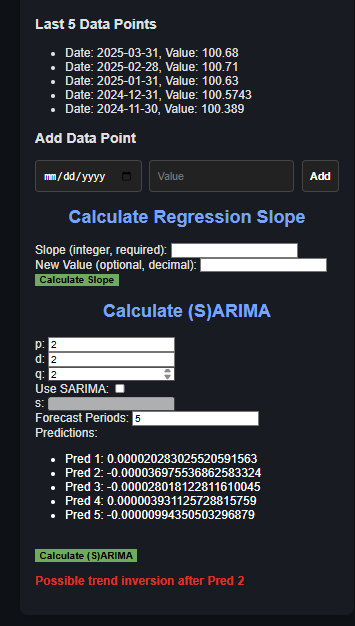 Last 5 Data Points
Date: 2025-03-31, Value: 100.68
Date: 2025-02-28, Value: 100.71
Date: 2025-01-31, Value: 100.63
Date: 2024-12-31, Value: 100.5743
Date: 2024-11-30, Value: 100.389
Add Data Point
mm/dd/yyyy Value Add
Calculate Regression Slope
Slope (integer, required):
New Value (optional, decimal):
Calculate Slope
Calculate (S)ARIMA
p: 2
d: 2
q: 2
Use SARIMA:
s:
Forecast Periods: 5
Predictions:
Pred 1: 0.000020283025520591563
Pred 2: -0.000036975536862583324
Pred 3: -0.000028018122811610045
Pred 4: 0.000003931125728815759
Pred 5: -0.00000994350503296879
Calculate (S)ARIMA
Possible trend inversion after Pred 2